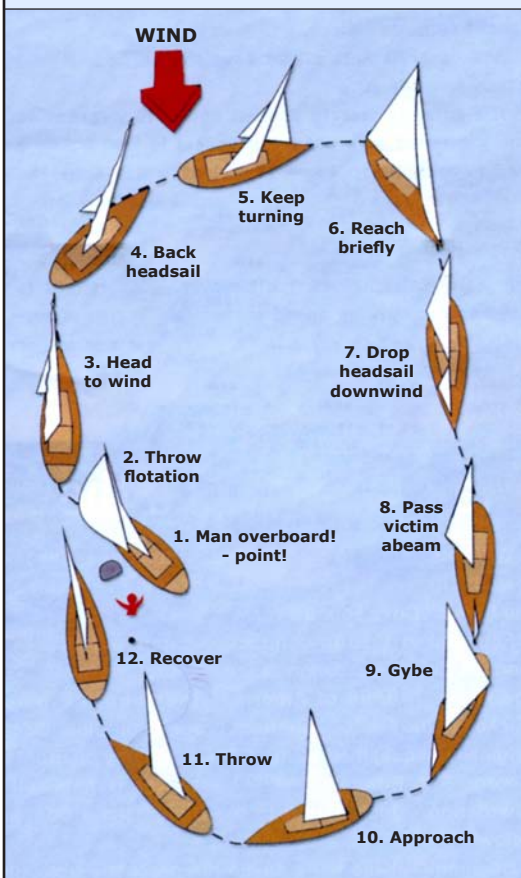 WIND
5. Keep
turning
4. Back
headsail
6. Reach
briefly
3. Head
to wind
7. Drop
headsail
downwind
2. Throw
flotation
1. Man overboard!
- point!
8. Pass
victim
abeam
12. Recover
9. Gybe
11. Throw
10. Approach